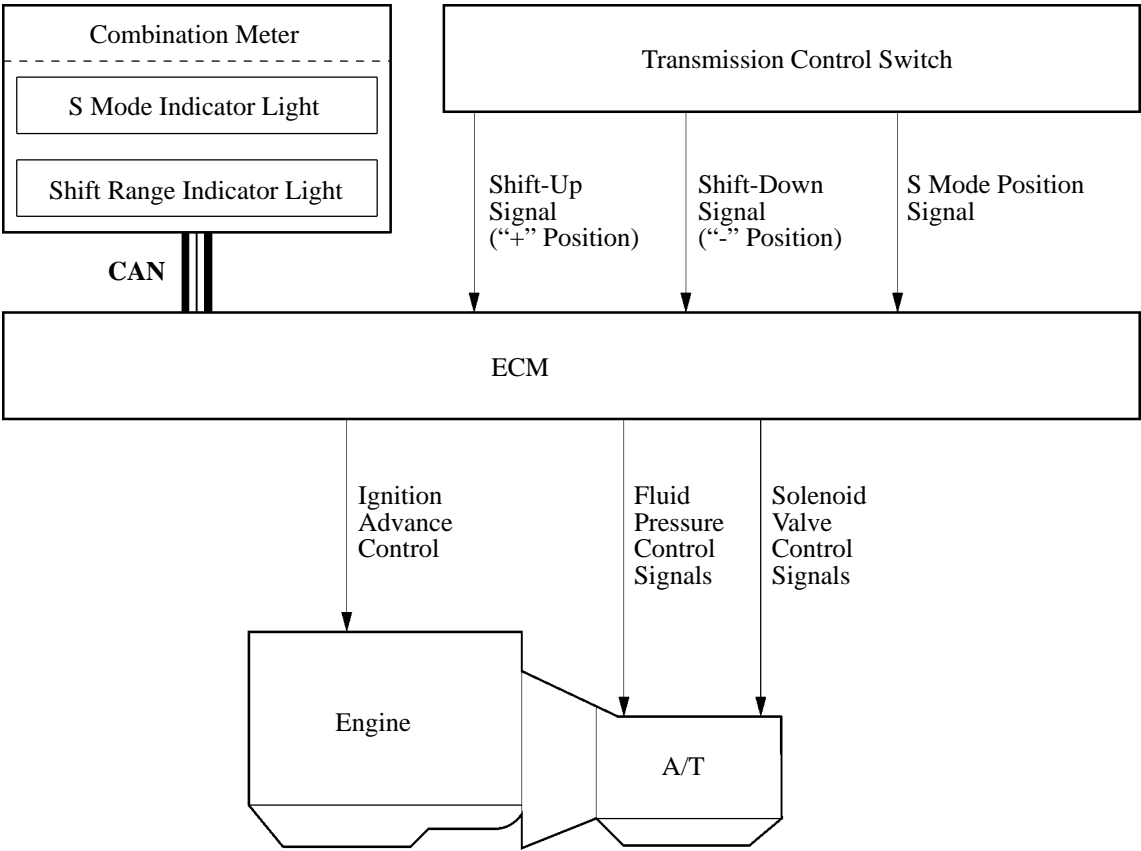 Combination Meter
S Mode Indicator Light
Shift Range Indicator Light
Transmission Control Switch
Shift-Up
Signal
(“+” Position)
Shift-Down
Signal
(“-” Position)
S Mode Position
Signal
CAN
ECM
Ignition
Advance
Control
Fluid
Pressure
Control
Signals
Solenoid
Valve
Control
Signals
Engine
A/T